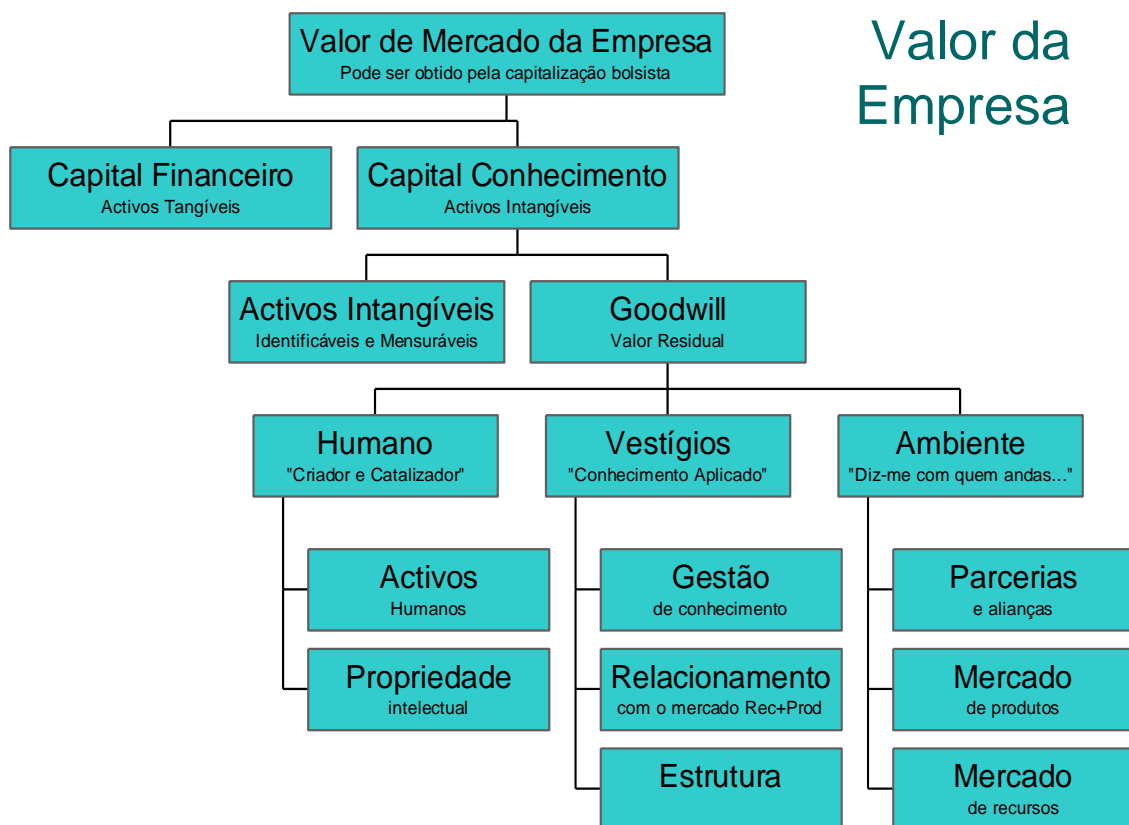 Valor da
Empresa
Valor de Mercado da Empresa
Pode ser obtido pela capitalização bolsista
Capital Financeiro
Activos Tangíveis
Capital Conhecimento
Activos Intangíveis
Activos Intangíveis
Identificáveis e Mensuráveis
Goodwill
Valor Residual
Humano
"Criador e Catalizador"
Vestígios
"Conhecimento Aplicado"
Ambiente
"Diz-me com quem andas..."
Activos
Humanos
Propriedade
intelectual
Gestão
de conhecimento
Relacionamento
com o mercado Rec+Prod
Estrutura
Parcerias
e alianças
Mercado
de produtos
Mercado
de recursos